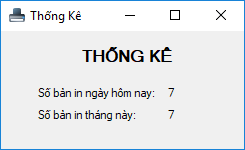 Thống Kê
THỐNG KÊ
Số bản in ngày hôm nay: 7
Số bản in tháng này: 7